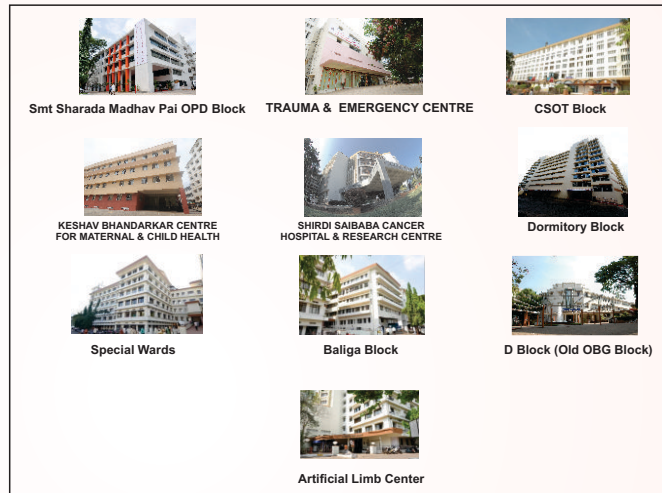 Smt Sharada Madhav Pai OPD Block
TRAUMA & EMERGENCY CENTRE
CSOT Block
KESHAV BHANDARKAR CENTRE
FOR MATERNAL & CHILD HEALTH
SHIRDI SAIBABA CANCER
HOSPITAL & RESEARCH CENTRE
Dormitory Block
Special Wards
Baliga Block
D Block (Old OBG Block)
Artificial Limb Center